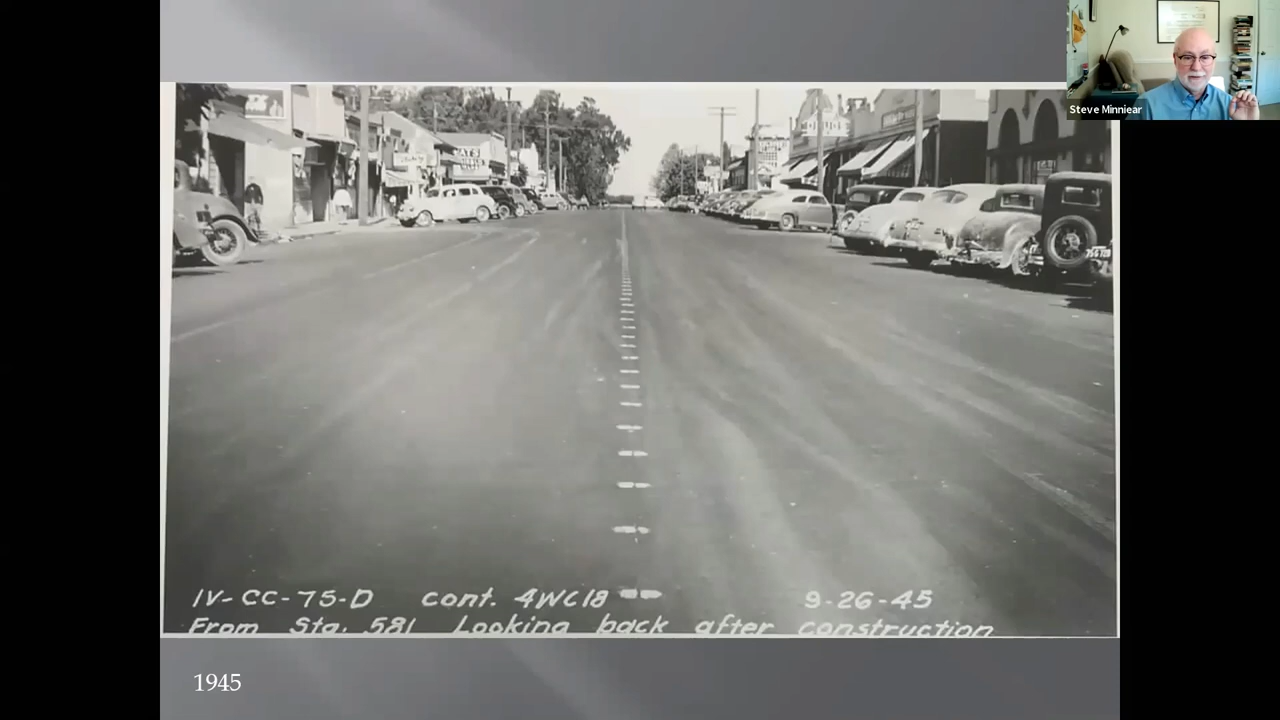 Steve Minniear
IV-CC-75-D Cont. 4WC18 9-26-45
From Sta. 581 Looking back after construction
1945